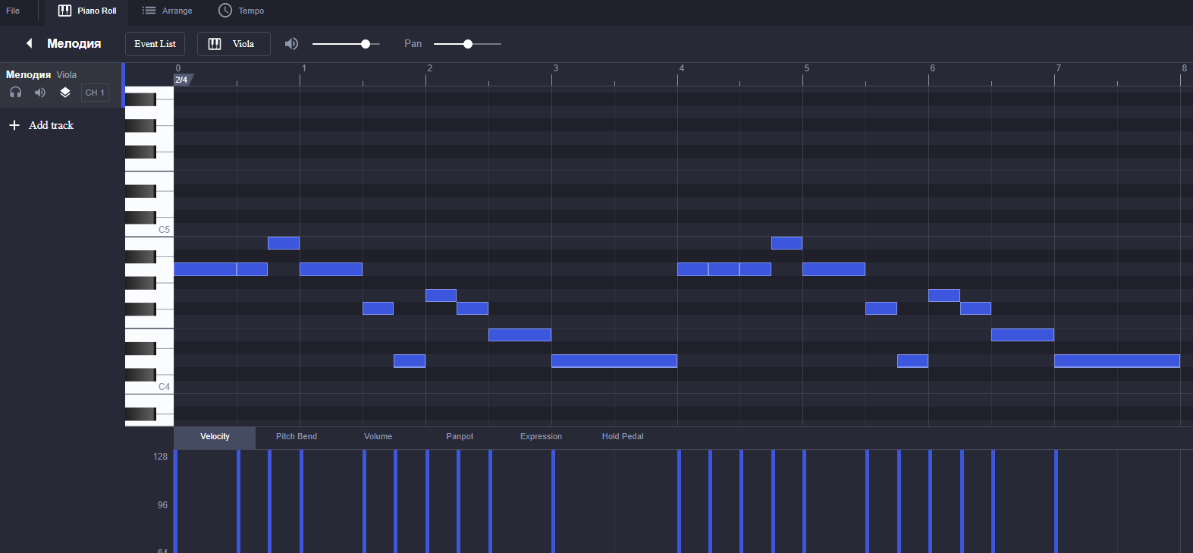 File Piano Roll Arrange Tempo
Мелодия Event List Viola Pan
Мелодия Viola
CH 1
Add track
0 1 2 3 4 5 6 7 8
2/4
C5
C4
Velocity Pitch Bend Volume Panpot Expression Hold Pedal
128
96
64